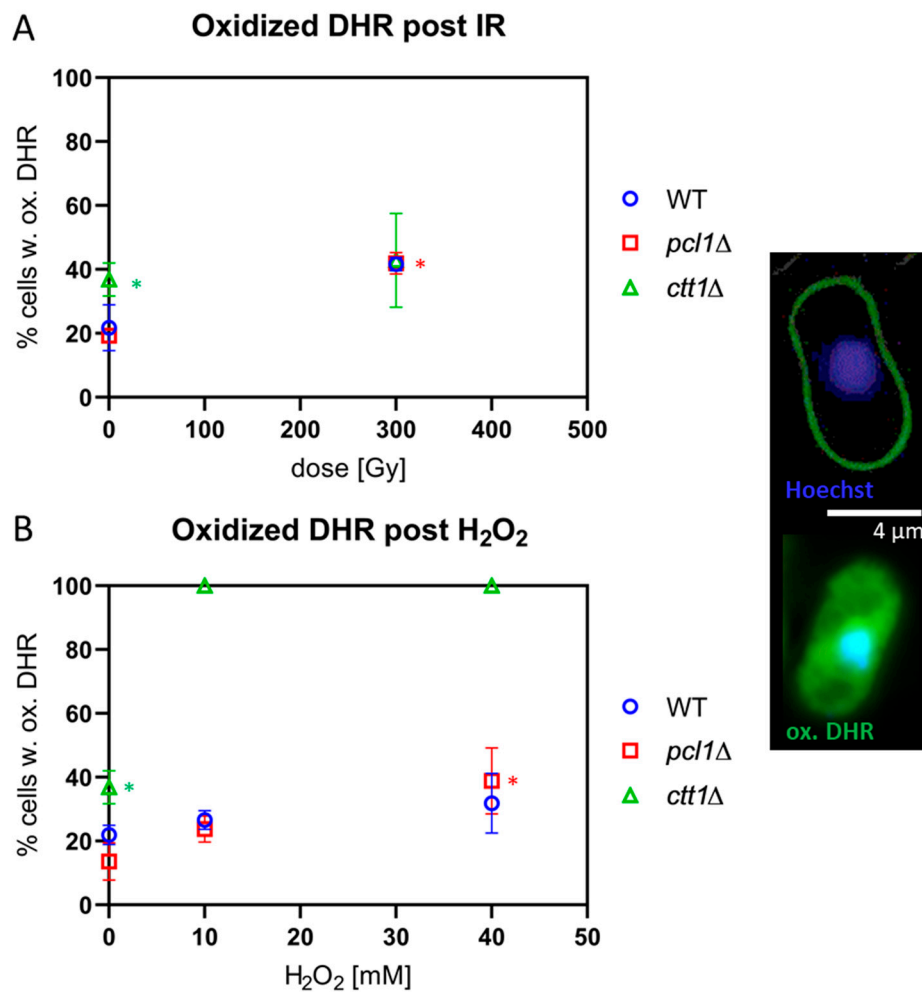 A
Oxidized DHR post IR
% cells w. ox. DHR
100
80
60
40
20
0
0 100 200 300 400 500
dose [Gy]
*
*
WT
pcl1Δ
ctt1Δ
Hoechst
4 µm
ox. DHR
B
Oxidized DHR post H₂O₂
% cells w. ox. DHR
100
80
60
40
20
0
0 10 20 30 40 50
H₂O₂ [mM]
*
*
WT
pcl1Δ
ctt1Δ